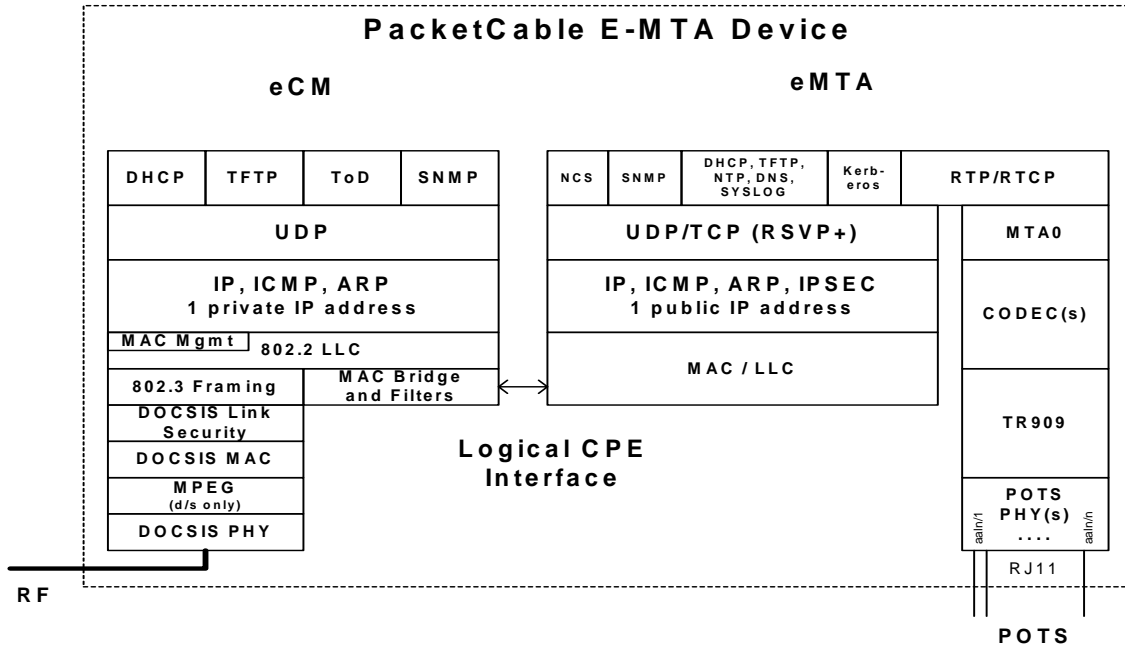 PacketCable E-MTA Device
eCM
eMTA
DHCP
TFTP
ToD
SNMP
UDP
IP, ICMP, ARP
1 private IP address
MAC Mgmt
802.2 LLC
802.3 Framing
MAC Bridge
and Filters
DOCSIS Link
Security
DOCSIS MAC
MPEG
(d/s only)
DOCSIS PHY
NCS
SNMP
DHCP, TFTP,
NTP, DNS,
SYSLOG
Kerb-
eros
RTP/RTCP
UDP/TCP (RSVP+)
IP, ICMP, ARP, IPSEC
1 public IP address
MAC / LLC
MTA0
CODEC(s)
TR909
POTS
PHY(s)
....
aaln/1
aaln/n
Logical CPE
Interface
RF
RJ11
POTS